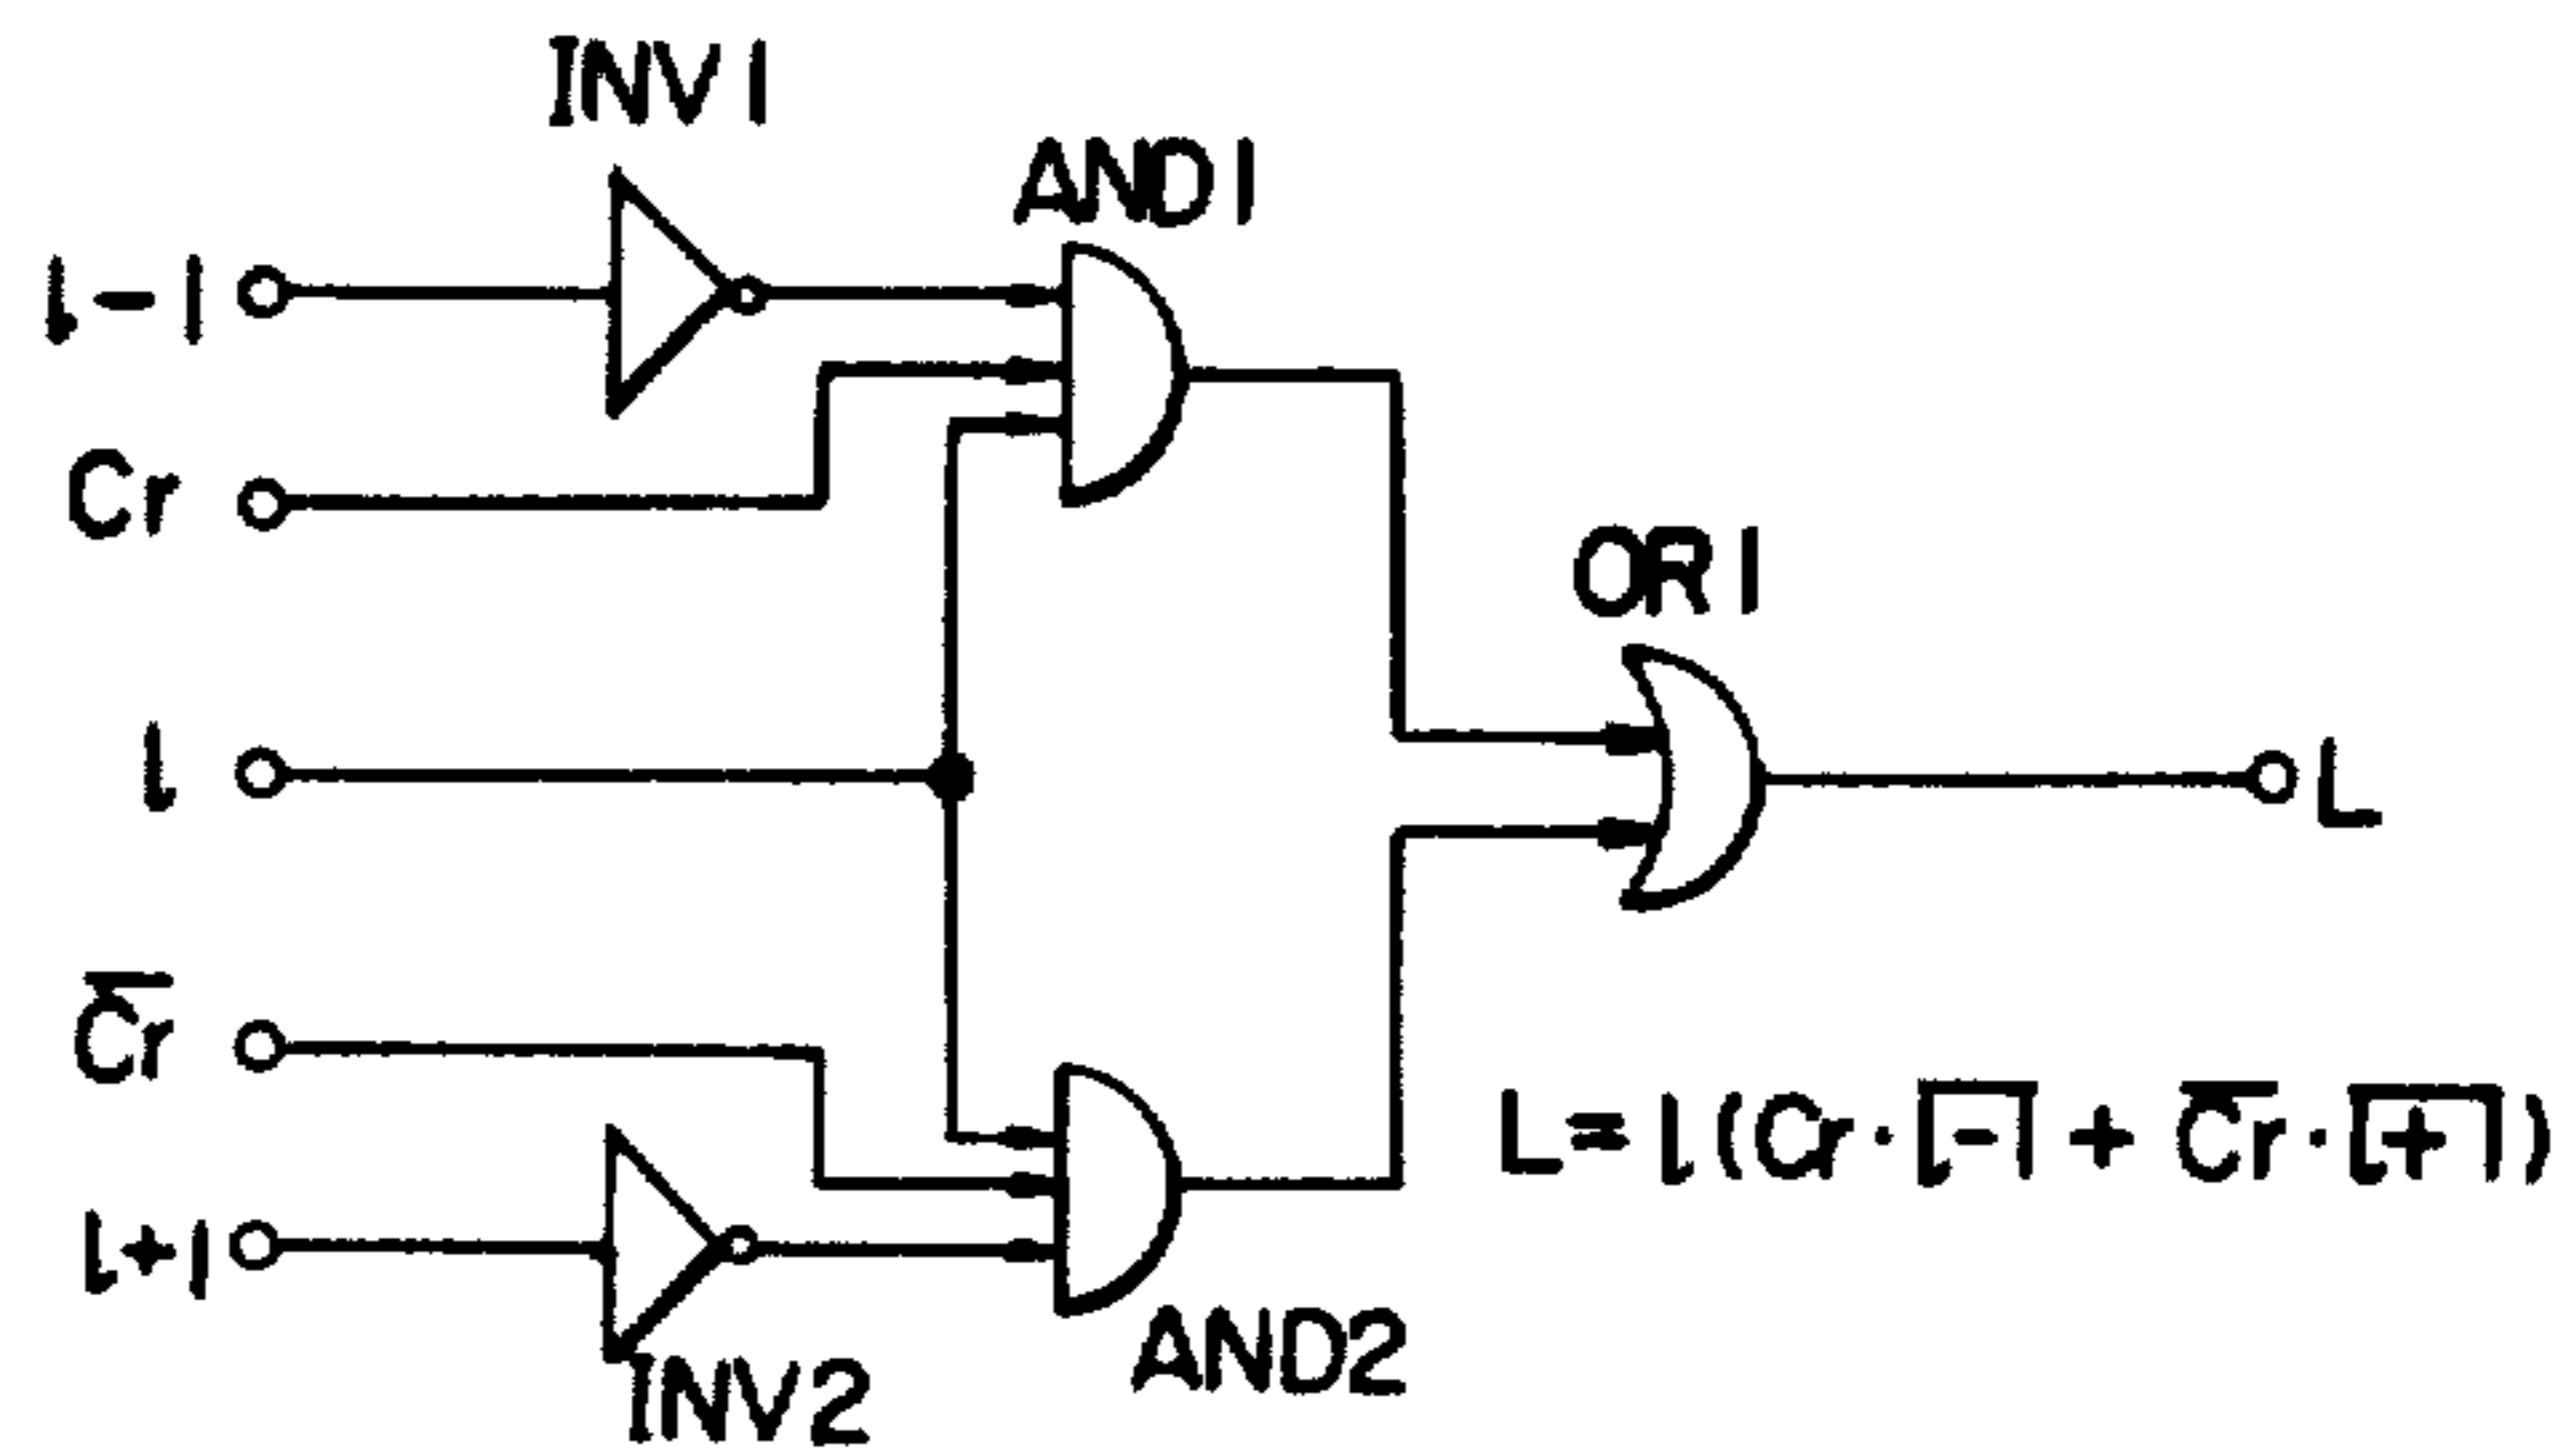 INV1
AND1
l-1
Cr
OR1
l
L
C̅r̅
L=l(Cr·l̅-̅1̅+C̅r̅·l̅+̅1̅)
l+1
AND2
INV2